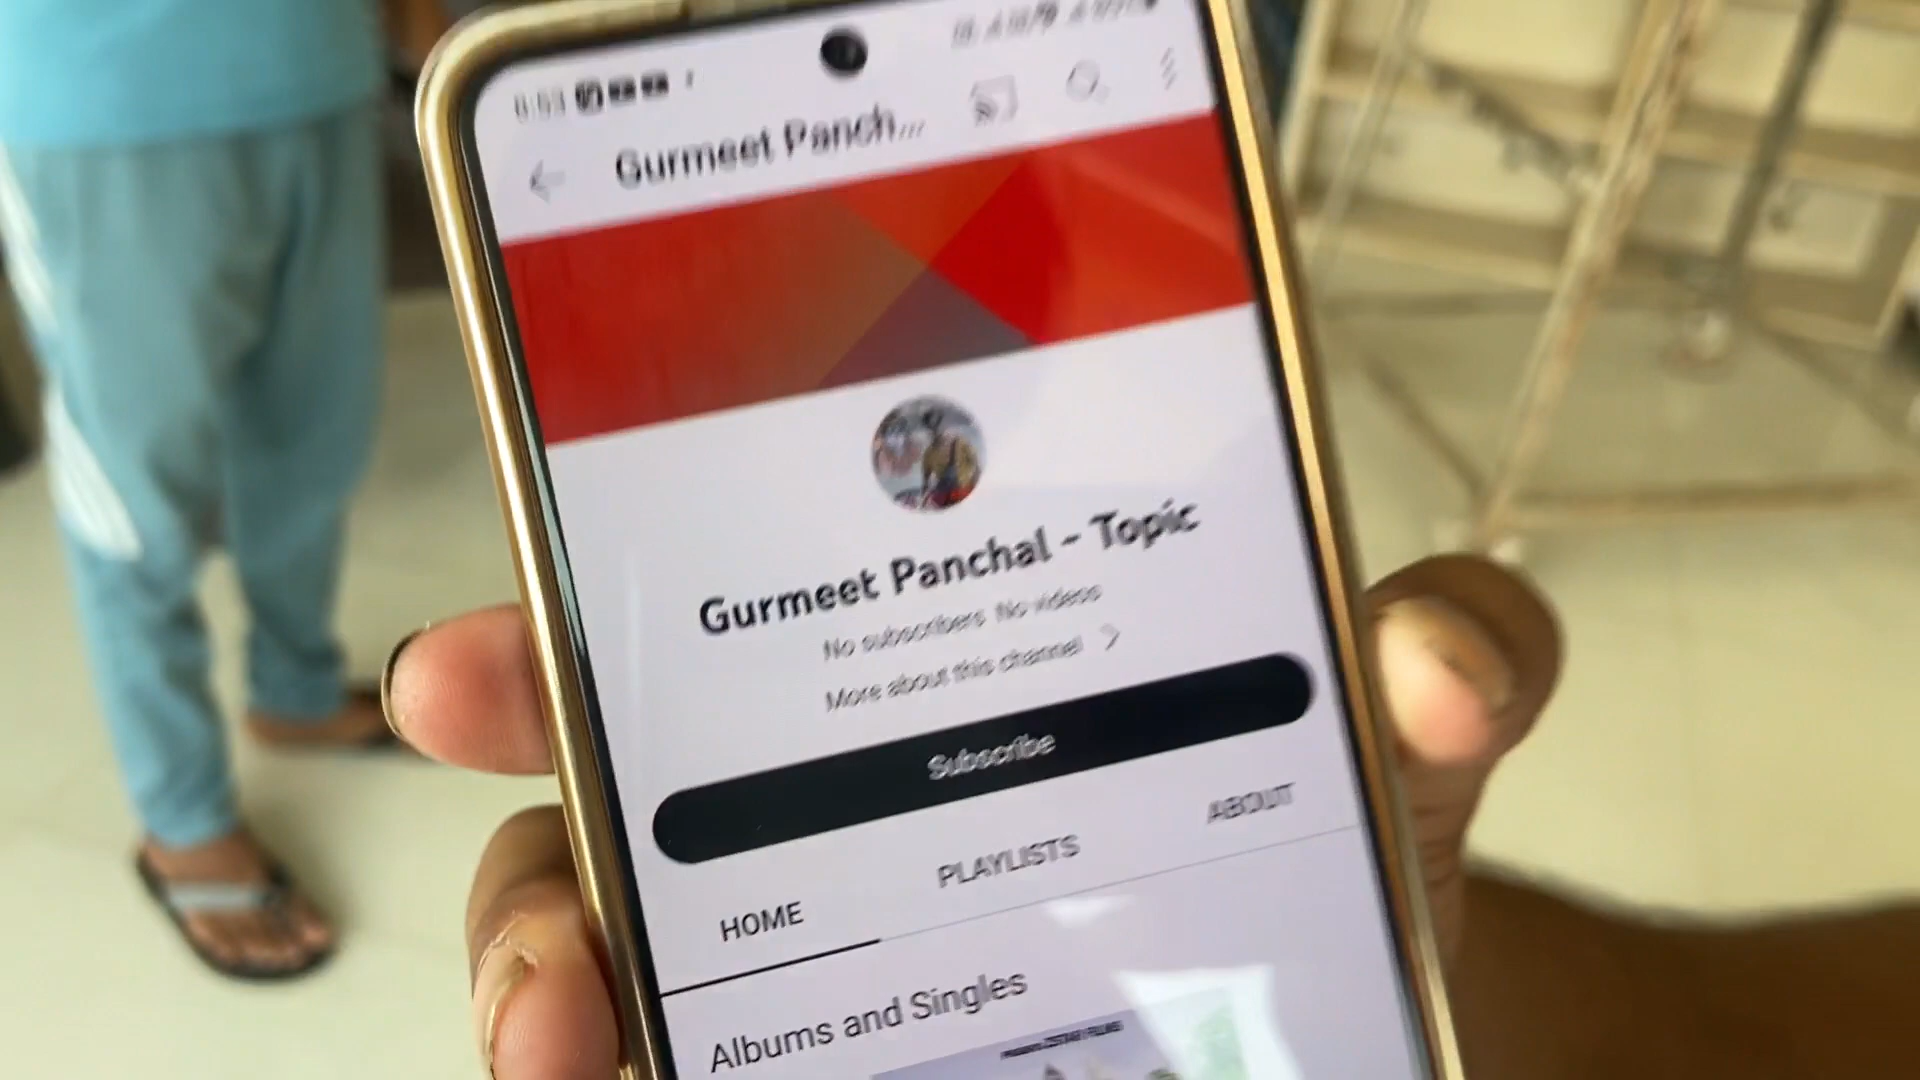 Gurmeet Panch...
Gurmeet Panchal - Topic
No subscribers No videos
More about this channel
Subscribe
HOME
PLAYLISTS
ABOUT
Albums and Singles